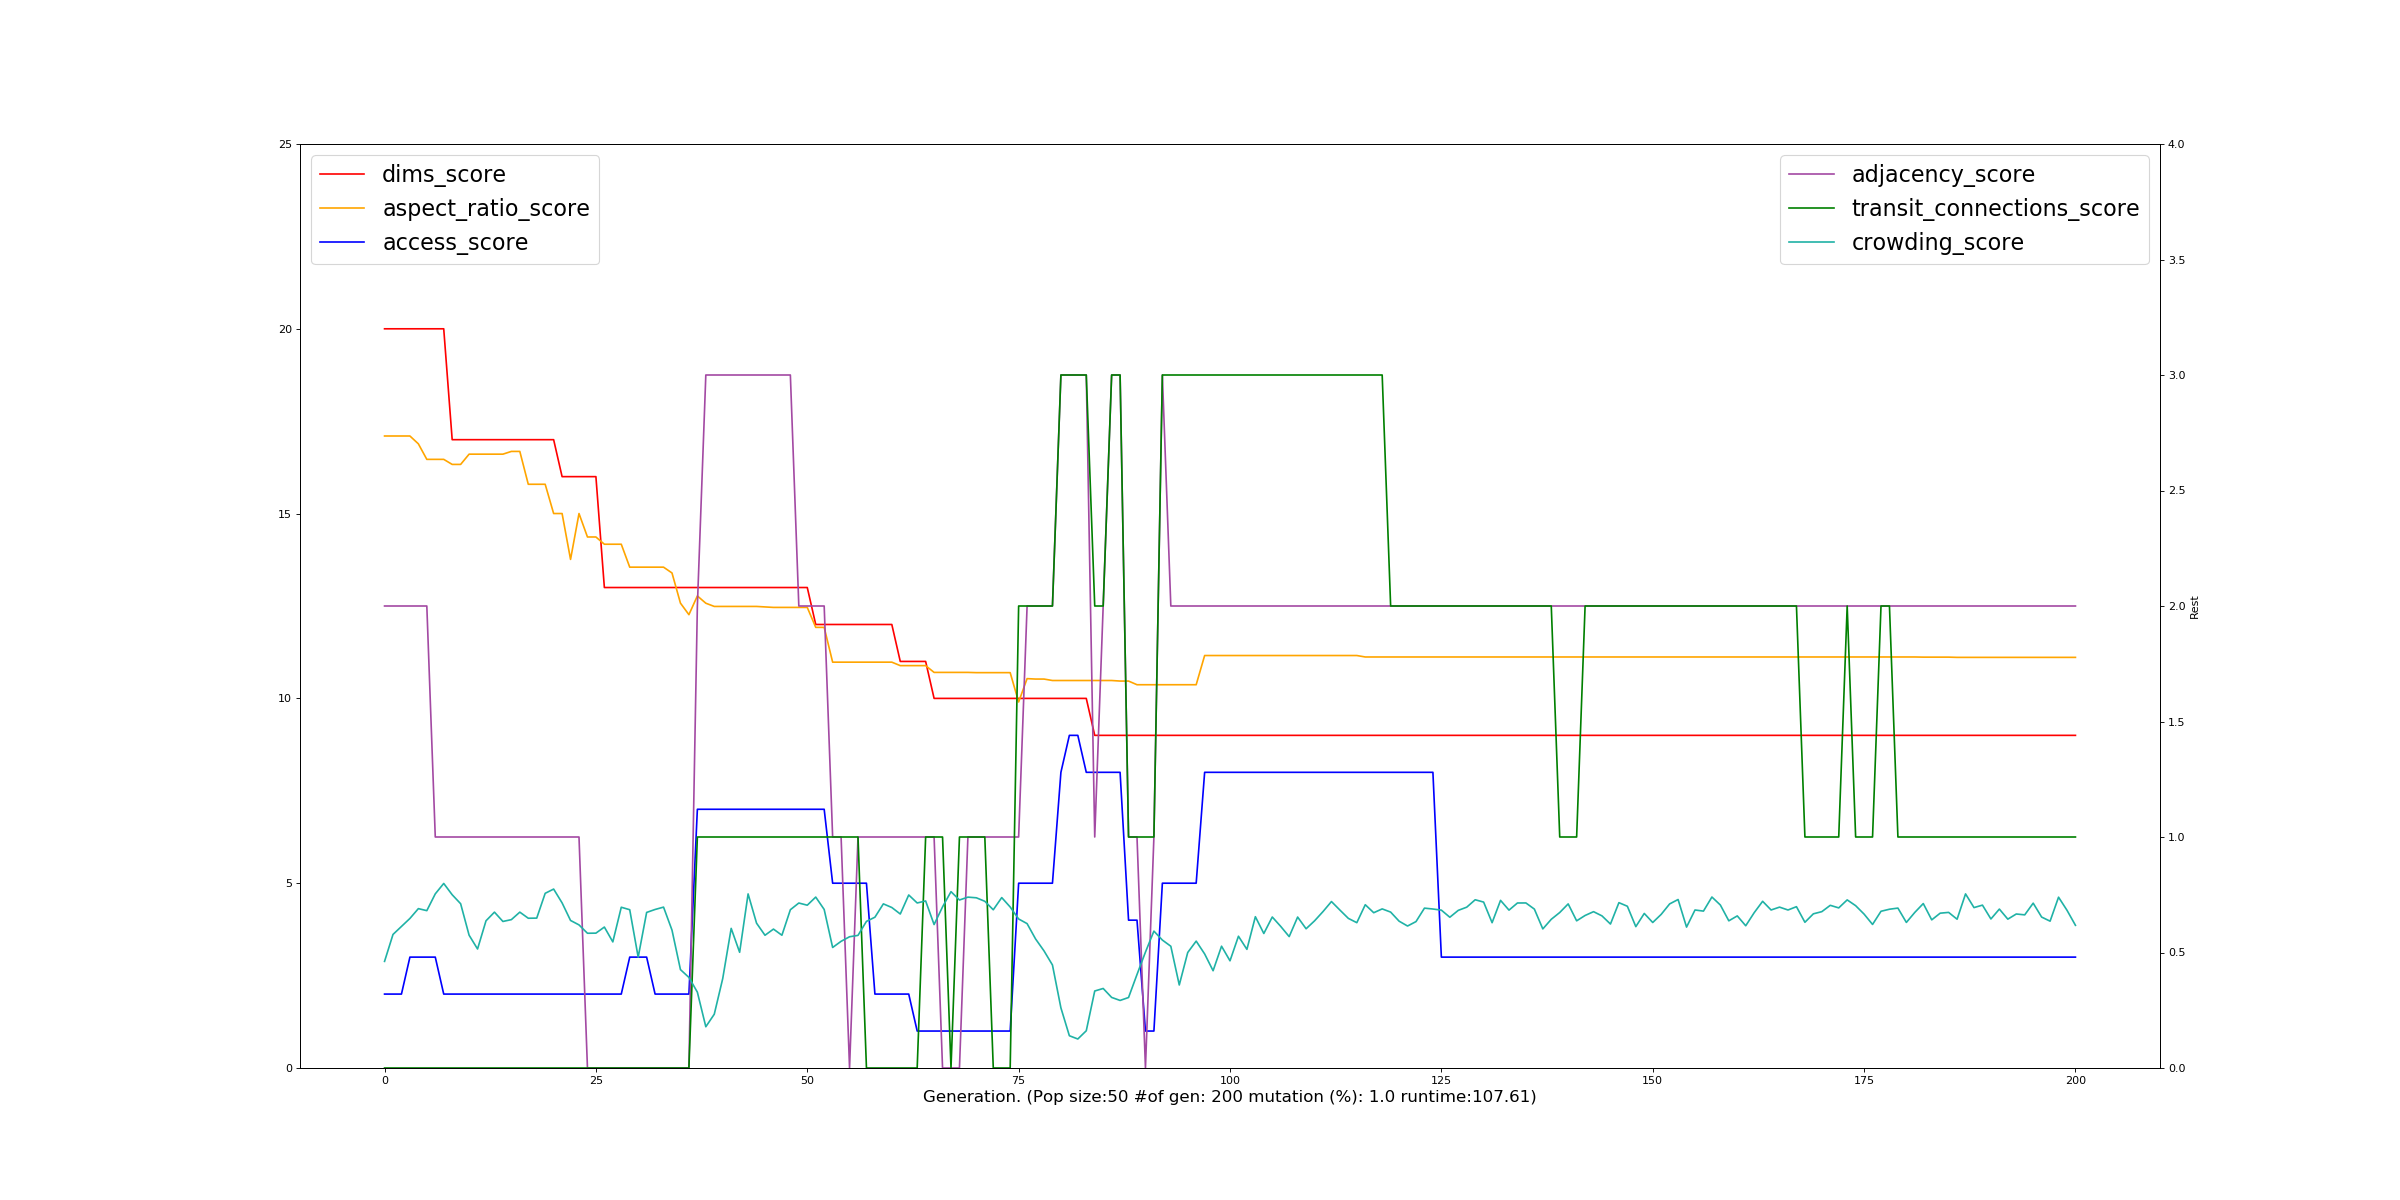 dims_score
aspect_ratio_score
access_score
adjacency_score
transit_connections_score
crowding_score
25
20
15
10
5
0
4.0
3.5
3.0
2.5
2.0
1.5
1.0
0.5
0.0
Rest
0 25 50 75 100 125 150 175 200
Generation. (Pop size:50 #of gen: 200 mutation (%): 1.0 runtime:107.61)